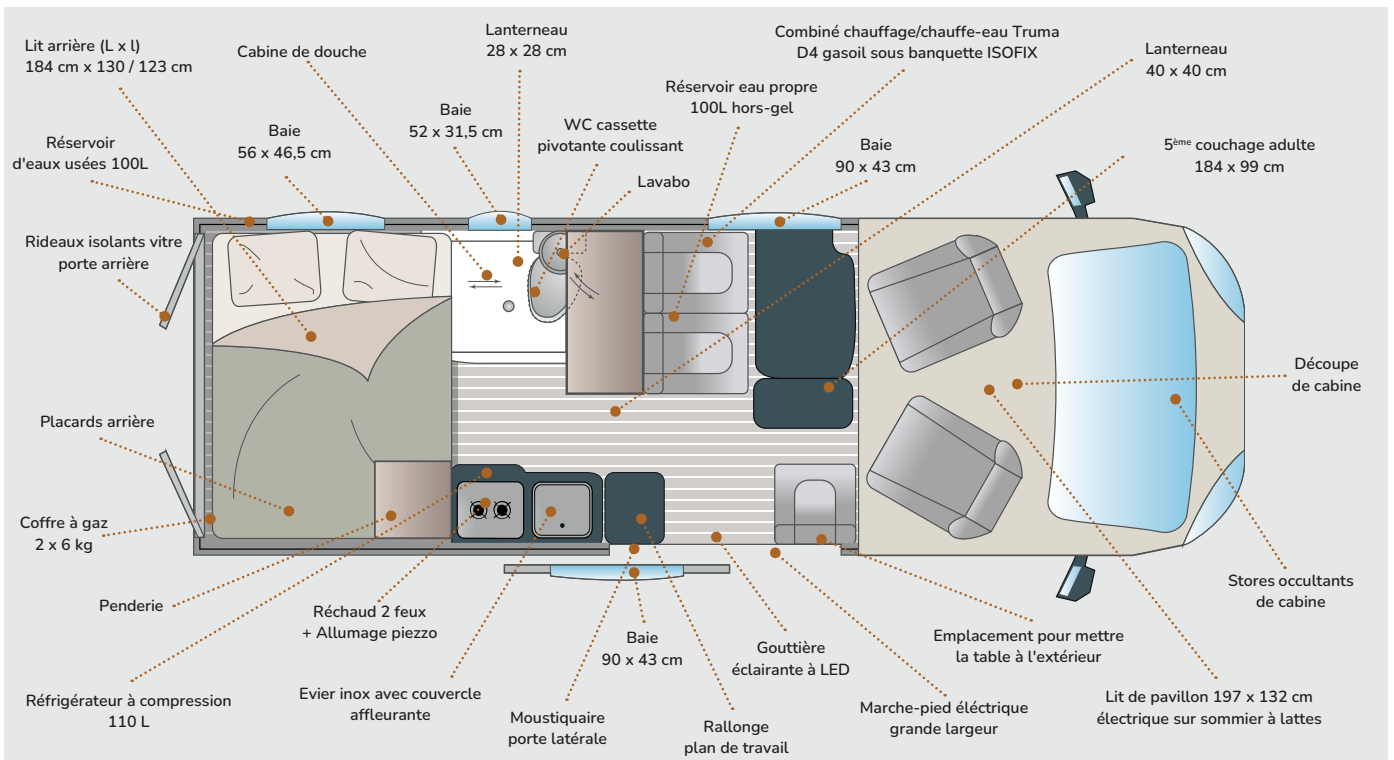 Lit arrière (L x l)
184 cm x 130 / 123 cm
Cabine de douche
Lanterneau
28 x 28 cm
Combiné chauffage/chauffe-eau Truma
D4 gasoil sous banquette ISOFIX
Lanterneau
40 x 40 cm
Réservoir
d'eaux usées 100L
Baie
56 x 46,5 cm
Baie
52 x 31,5 cm
WC cassette
pivotante coulissant
Réservoir eau propre
100L hors-gel
Lavabo
Baie
90 x 43 cm
5ème couchage adulte
184 x 99 cm
Rideaux isolants vitre
porte arrière
Découpe
de cabine
Placards arrière
Coffre à gaz
2 x 6 kg
Penderie
Réfrigérateur à compression
110 L
Réchaud 2 feux
+ Allumage piezzo
Evier inox avec couvercle
affleurante
Moustiquaire
porte latérale
Baie
90 x 43 cm
Rallonge
plan de travail
Gouttière
éclairante à LED
Marche-pied éléctrique
grande largeur
Emplacement pour mettre
la table à l'extérieur
Lit de pavillon 197 x 132 cm
électrique sur sommier à lattes
Stores occultants
de cabine